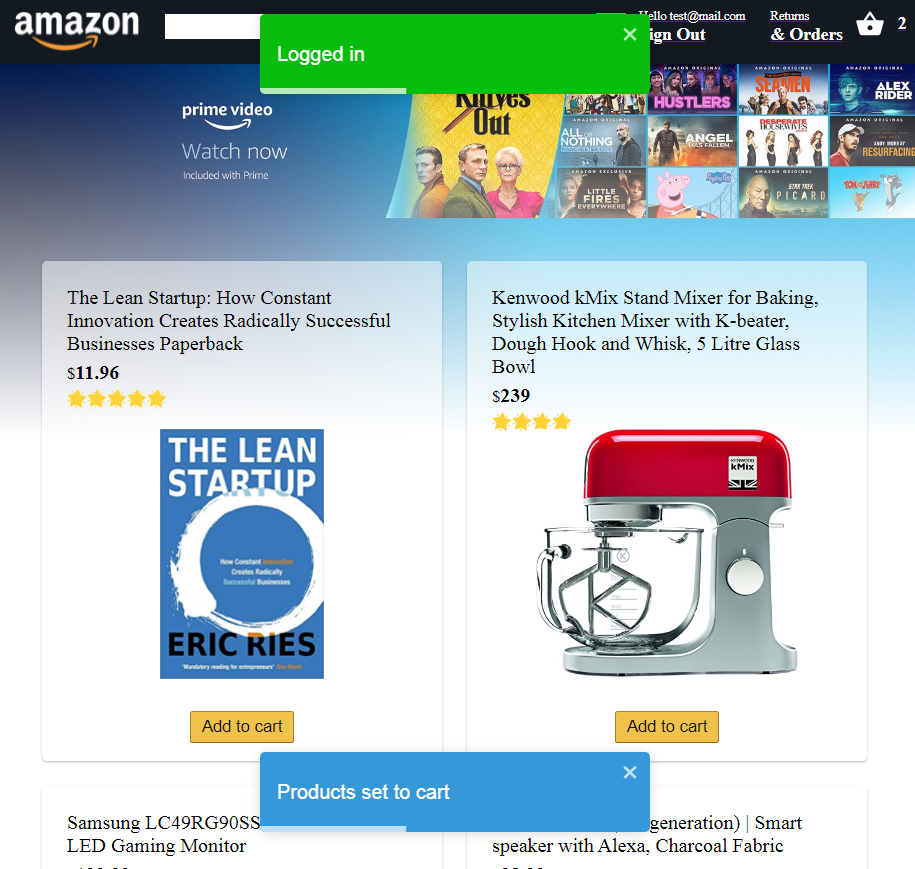 amazon
Logged in
×
Hello test@mail.com
ign Out
Returns
& Orders
2
prime video
Watch now
Included with Prime
Knives
Out
AMAZON ORIGINAL
HUSTLERS
SEAMEN
AMAZON ORIGINAL
ALEX
RIDER
AMAZON ORIGINAL
ALL OR
NOTHING
MANCHESTER CITY
ANGEL
HAS FALLEN
DESPERATE
HOUSEWIVES
AMAZON ORIGINAL
ANDY MURRAY
RESURFACING
AMAZON EXCLUSIVE
LITTLE
FIRES
EVERYWHERE
Peppa Pig
AMAZON ORIGINAL
STAR TREK
PICARD
TOM and JERRY
The Lean Startup: How Constant
Innovation Creates Radically Successful
Businesses Paperback
$11.96
THE LEAN
STARTUP
How Constant Innovation
Creates Radically
Successful Businesses
ERIC RIES
'Mandatory reading for entrepreneurs' Dan Heath
Add to cart
Kenwood kMix Stand Mixer for Baking,
Stylish Kitchen Mixer with K-beater,
Dough Hook and Whisk, 5 Litre Glass
Bowl
$239
KENWOOD
kMix
K
Add to cart
Products set to cart
×
Samsung LC49RG90SS
LED Gaming Monitor
generation) | Smart
speaker with Alexa, Charcoal Fabric